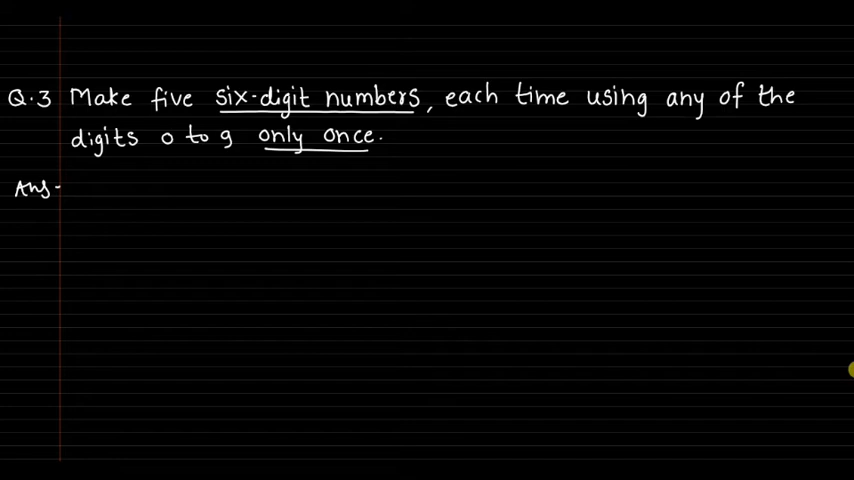 Q.3 Make five six-digit numbers, each time using any of the
digits 0 to 9 only once.
Ans-